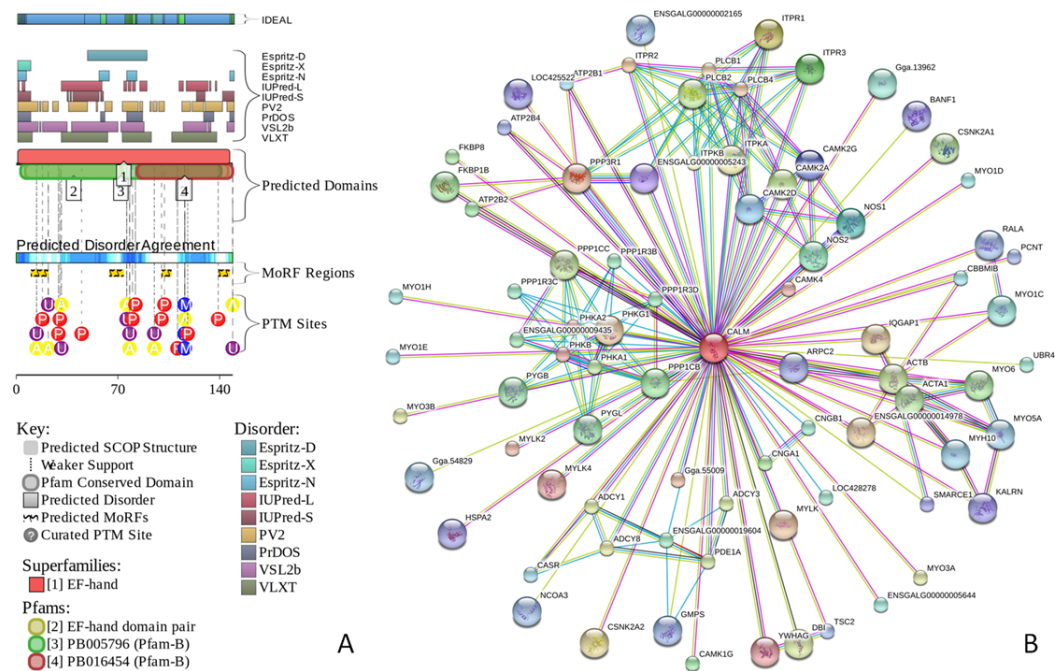 IDEAL
Espritz-D
Espritz-X
Espritz-N
IUPred-L
IUPred-S
PV2
PrDOS
VSL2b
VLXT
1
2
3
4
Predicted Domains
Predicted Disorder Agreement
MoRF Regions
PTM Sites
0
70
140
Key:
Predicted SCOP Structure
Weaker Support
Pfam Conserved Domain
Predicted Disorder
Predicted MoRFs
? Curated PTM Site
Superfamilies:
[1] EF-hand
Pfams:
[2] EF-hand domain pair
[3] PB005796 (Pfam-B)
[4] PB016454 (Pfam-B)
Disorder:
Espritz-D
Espritz-X
Espritz-N
IUPred-L
IUPred-S
PV2
PrDOS
VSL2b
VLXT
A
ENSGALG00000002165
ITPR1
ITPR2
PLCB1
ITPR3
LOC425522
ATP2B1
PLCB2
PLCB4
Gga.13962
ATP2B4
BANF1
ITPKA
CSNK2A1
FKBP8
PPP3R1
ITPKB
CAMK2G
ENSGALG00000005243
CAMK2A
FKBP1B
MYO1D
CAMK2D
ATP2B2
NOS1
RALA
NOS2
PCNT
PPP1CC
PPP1R3B
CAMK4
CBBMIB
PPP1R3C
PPP1R3D
MYO1H
MYO1C
PHKA2
PHKG1
IQGAP1
ENSGALG00000009435
CALM
PHKB
PHKA1
ARPC2
ACTB
UBR4
MYO1E
PPP1CB
ACTA1
MYO6
PYGB
MYO3B
CNGB1
ENSGALG00000014978
MYO5A
PYGL
MYLK2
MYH10
CNGA1
Gga.54829
Gga.55009
MYLK4
LOC428278
ADCY1
ADCY3
SMARCE1
KALRN
HSPA2
MYLK
ENSGALG00000019604
ADCY8
PDE1A
CASR
MYO3A
ENSGALG00000005644
NCOA3
GMPS
TSC2
CSNK2A2
YWHAG
DBI
CAMK1G
B